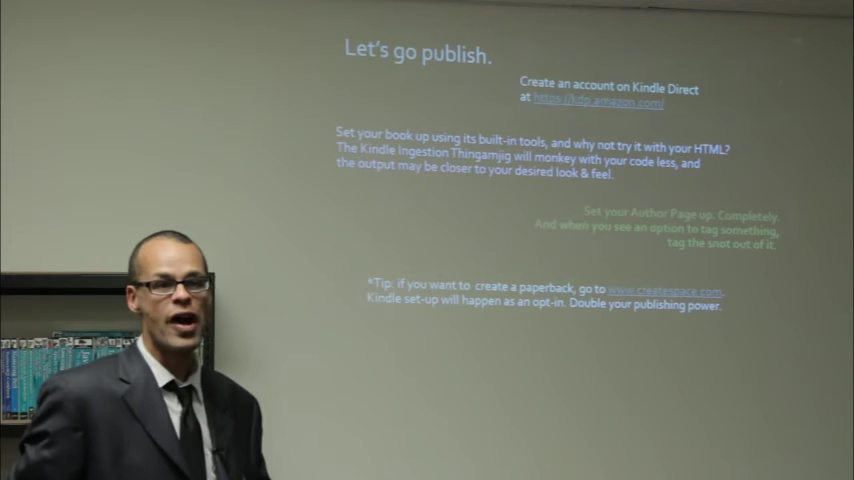 Let's go publish.
Create an account on Kindle Direct
at https://kdp.amazon.com/
Set your book up using its built-in tools, and why not try it with your HTML?
The Kindle Ingestion Thingamjig will monkey with your code less, and
the output may be closer to your desired look & feel.
Set your Author Page up. Completely.
And when you see an option to tag something,
tag the snot out of it.
*Tip: if you want to create a paperback, go to www.createspare.com.
Kindle set-up will happen as an opt-in. Double your publishing power.